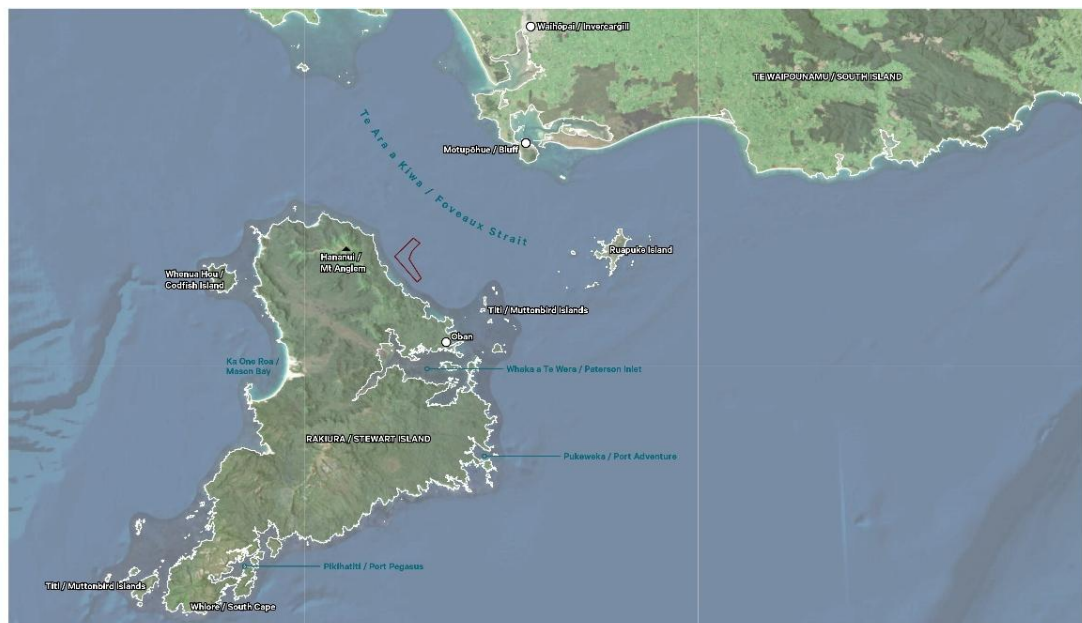 Waihōpai / Invercargill
TE WAIPOUNAMU / SOUTH ISLAND
Te Ara a Kiwa / Foveaux Strait
Motupōhue / Bluff
Hananui /
Mt Anglem
Ruapuke Island
Whenua Hou /
Codfish Island
Tītī / Muttonbird Islands
Oban
Ka One Roa /
Mason Bay
Whaka a Te Wera / Paterson Inlet
RAKIURA / STEWART ISLAND
Pukaweka / Port Adventure
Pikihatiti / Port Pegasus
Tītī / Muttonbird Islands
Whiore / South Cape